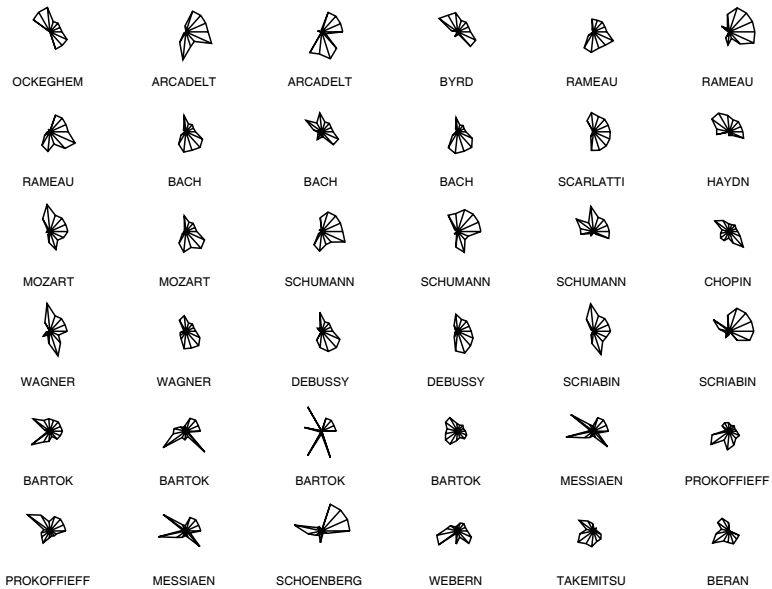 OCKEGHEM ARCADELT ARCADELT BYRD RAMEAU RAMEAU
RAMEAU BACH BACH BACH SCARLATTI HAYDN
MOZART MOZART SCHUMANN SCHUMANN SCHUMANN CHOPIN
WAGNER WAGNER DEBUSSY DEBUSSY SCRIABIN SCRIABIN
BARTOK BARTOK BARTOK BARTOK MESSIAEN PROKOFFIEFF
PROKOFFIEFF MESSIAEN SCHOENBERG WEBERN TAKEMITSU BERAN